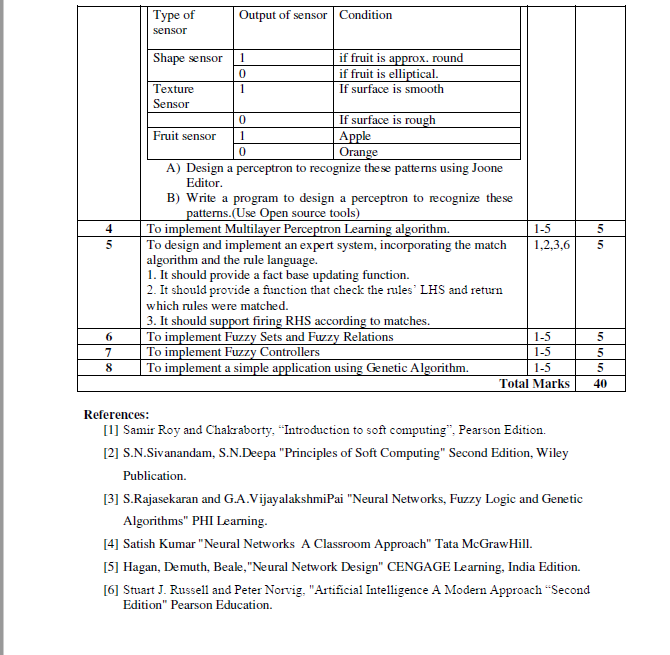 Type of sensor Output of sensor Condition
Shape sensor 1 if fruit is approx. round
0 if fruit is elliptical.
Texture Sensor 1 If surface is smooth
0 If surface is rough
Fruit sensor 1 Apple
0 Orange
A) Design a perceptron to recognize these patterns using Joone
Editor.
B) Write a program to design a perceptron to recognize these
patterns.(Use Open source tools)
4 To implement Multilayer Perceptron Learning algorithm. 1-5 5
5 To design and implement an expert system, incorporating the match 1,2,3,6 5
algorithm and the rule language.
1. It should provide a fact base updating function.
2. It should provide a function that check the rules’ LHS and return
which rules were matched.
3. It should support firing RHS according to matches.
6 To implement Fuzzy Sets and Fuzzy Relations 1-5 5
7 To implement Fuzzy Controllers 1-5 5
8 To implement a simple application using Genetic Algorithm. 1-5 5
Total Marks 40
References:
[1] Samir Roy and Chakraborty, “Introduction to soft computing”, Pearson Edition.
[2] S.N.Sivanandam, S.N.Deepa "Principles of Soft Computing" Second Edition, Wiley
Publication.
[3] S.Rajasekaran and G.A.VijayalakshmiPai "Neural Networks, Fuzzy Logic and Genetic
Algorithms" PHI Learning.
[4] Satish Kumar "Neural Networks A Classroom Approach" Tata McGrawHill.
[5] Hagan, Demuth, Beale,"Neural Network Design" CENGAGE Learning, India Edition.
[6] Stuart J. Russell and Peter Norvig, "Artificial Intelligence A Modern Approach “Second
Edition" Pearson Education.